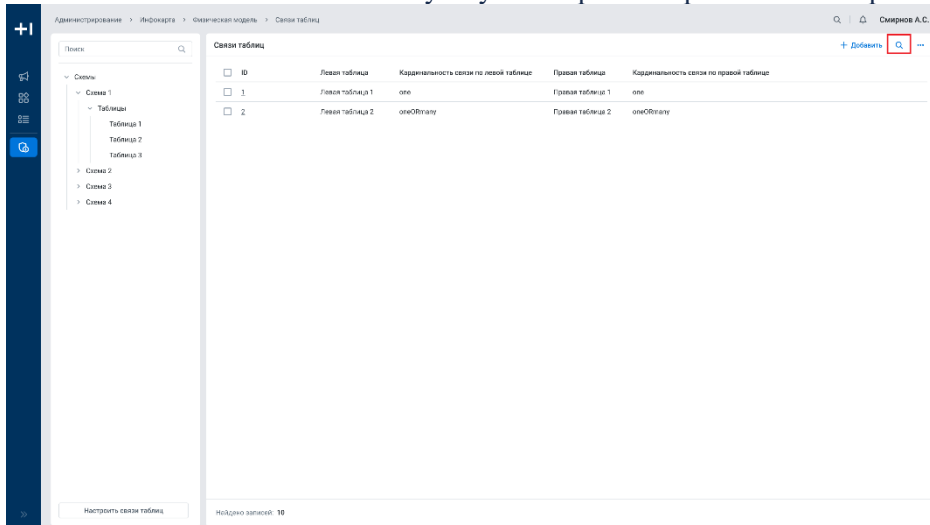 Администрирование > Инфокарта > Физическая модель > Связи таблиц
Смирнов А.С.
Поиск
Схемы
Схема 1
Таблицы
Таблица 1
Таблица 2
Таблица 3
Схема 2
Схема 3
Схема 4
Настроить связи таблиц
Связи таблиц
+ Добавить
ID Левая таблица Кардинальность связи по левой таблице Правая таблица Кардинальность связи по правой таблице
1 Левая таблица 1 one Правая таблица 1 one
2 Левая таблица 2 oneORmany Правая таблица 2 oneORmany
Найдено записей: 10